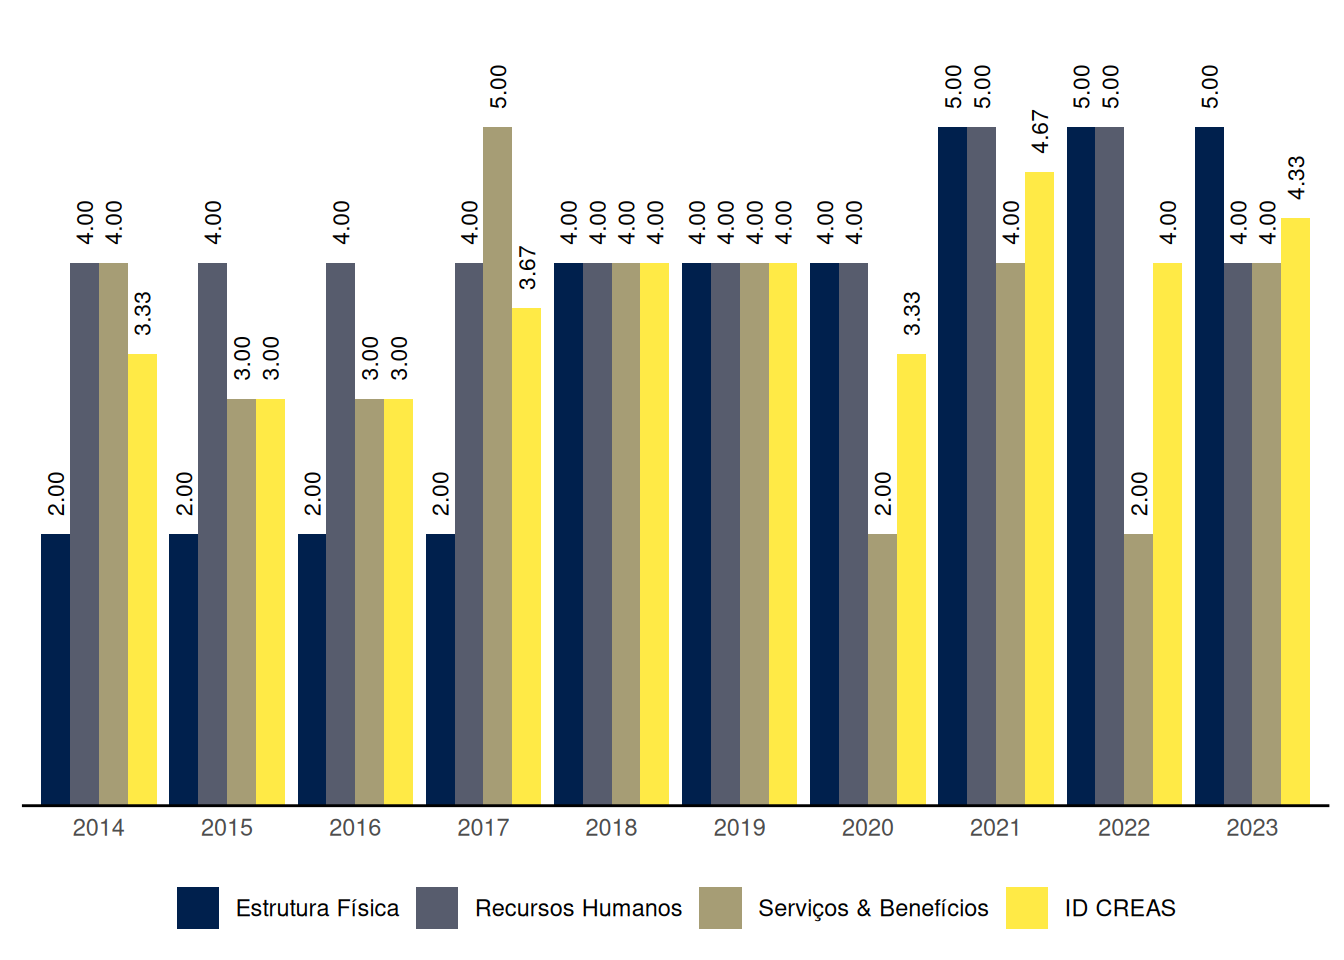 2.00 4.00 4.00 3.33
2.00 4.00 3.00 3.00
2.00 4.00 3.00 3.00
2.00 4.00 5.00 3.67
4.00 4.00 4.00 4.00
4.00 4.00 4.00 4.00
4.00 4.00 2.00 3.33
5.00 5.00 4.00 4.67
5.00 5.00 2.00 4.00
5.00 4.00 4.00 4.33
2014 2015 2016 2017 2018 2019 2020 2021 2022 2023
Estrutura Física Recursos Humanos Serviços & Benefícios ID CREAS